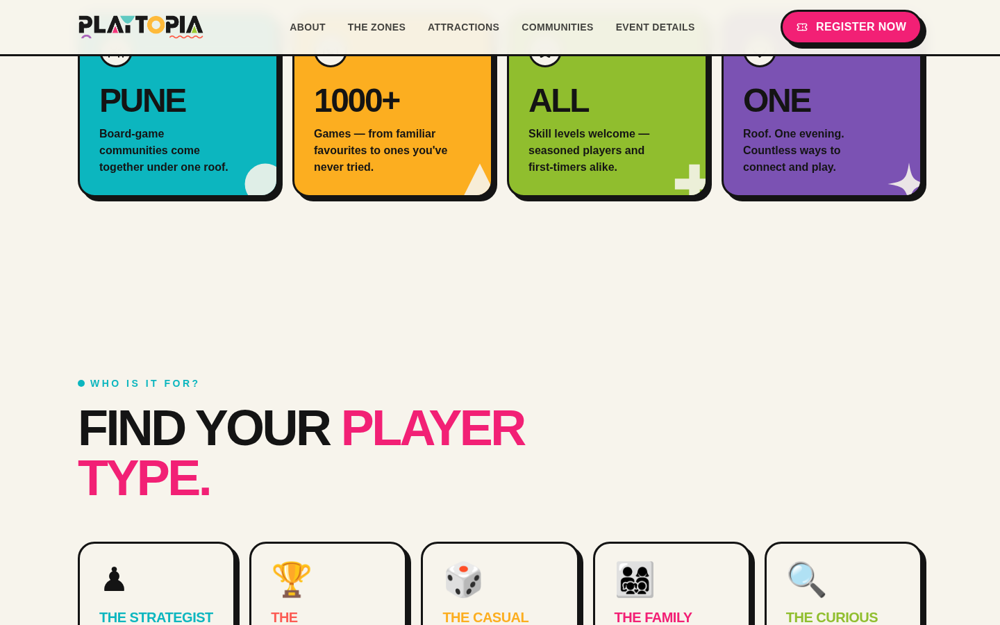 PLAYTOPIA
ABOUT THE ZONES ATTRACTIONS COMMUNITIES EVENT DETAILS
REGISTER NOW
PUNE
Board-game
communities come
together under one roof.
1000+
Games — from familiar
favourites to ones you've
never tried.
ALL
Skill levels welcome —
seasoned players and
first-timers alike.
ONE
Roof. One evening.
Countless ways to
connect and play.
WHO IS IT FOR?
FIND YOUR PLAYER
TYPE.
THE STRATEGIST
THE
THE CASUAL
THE FAMILY
THE CURIOUS